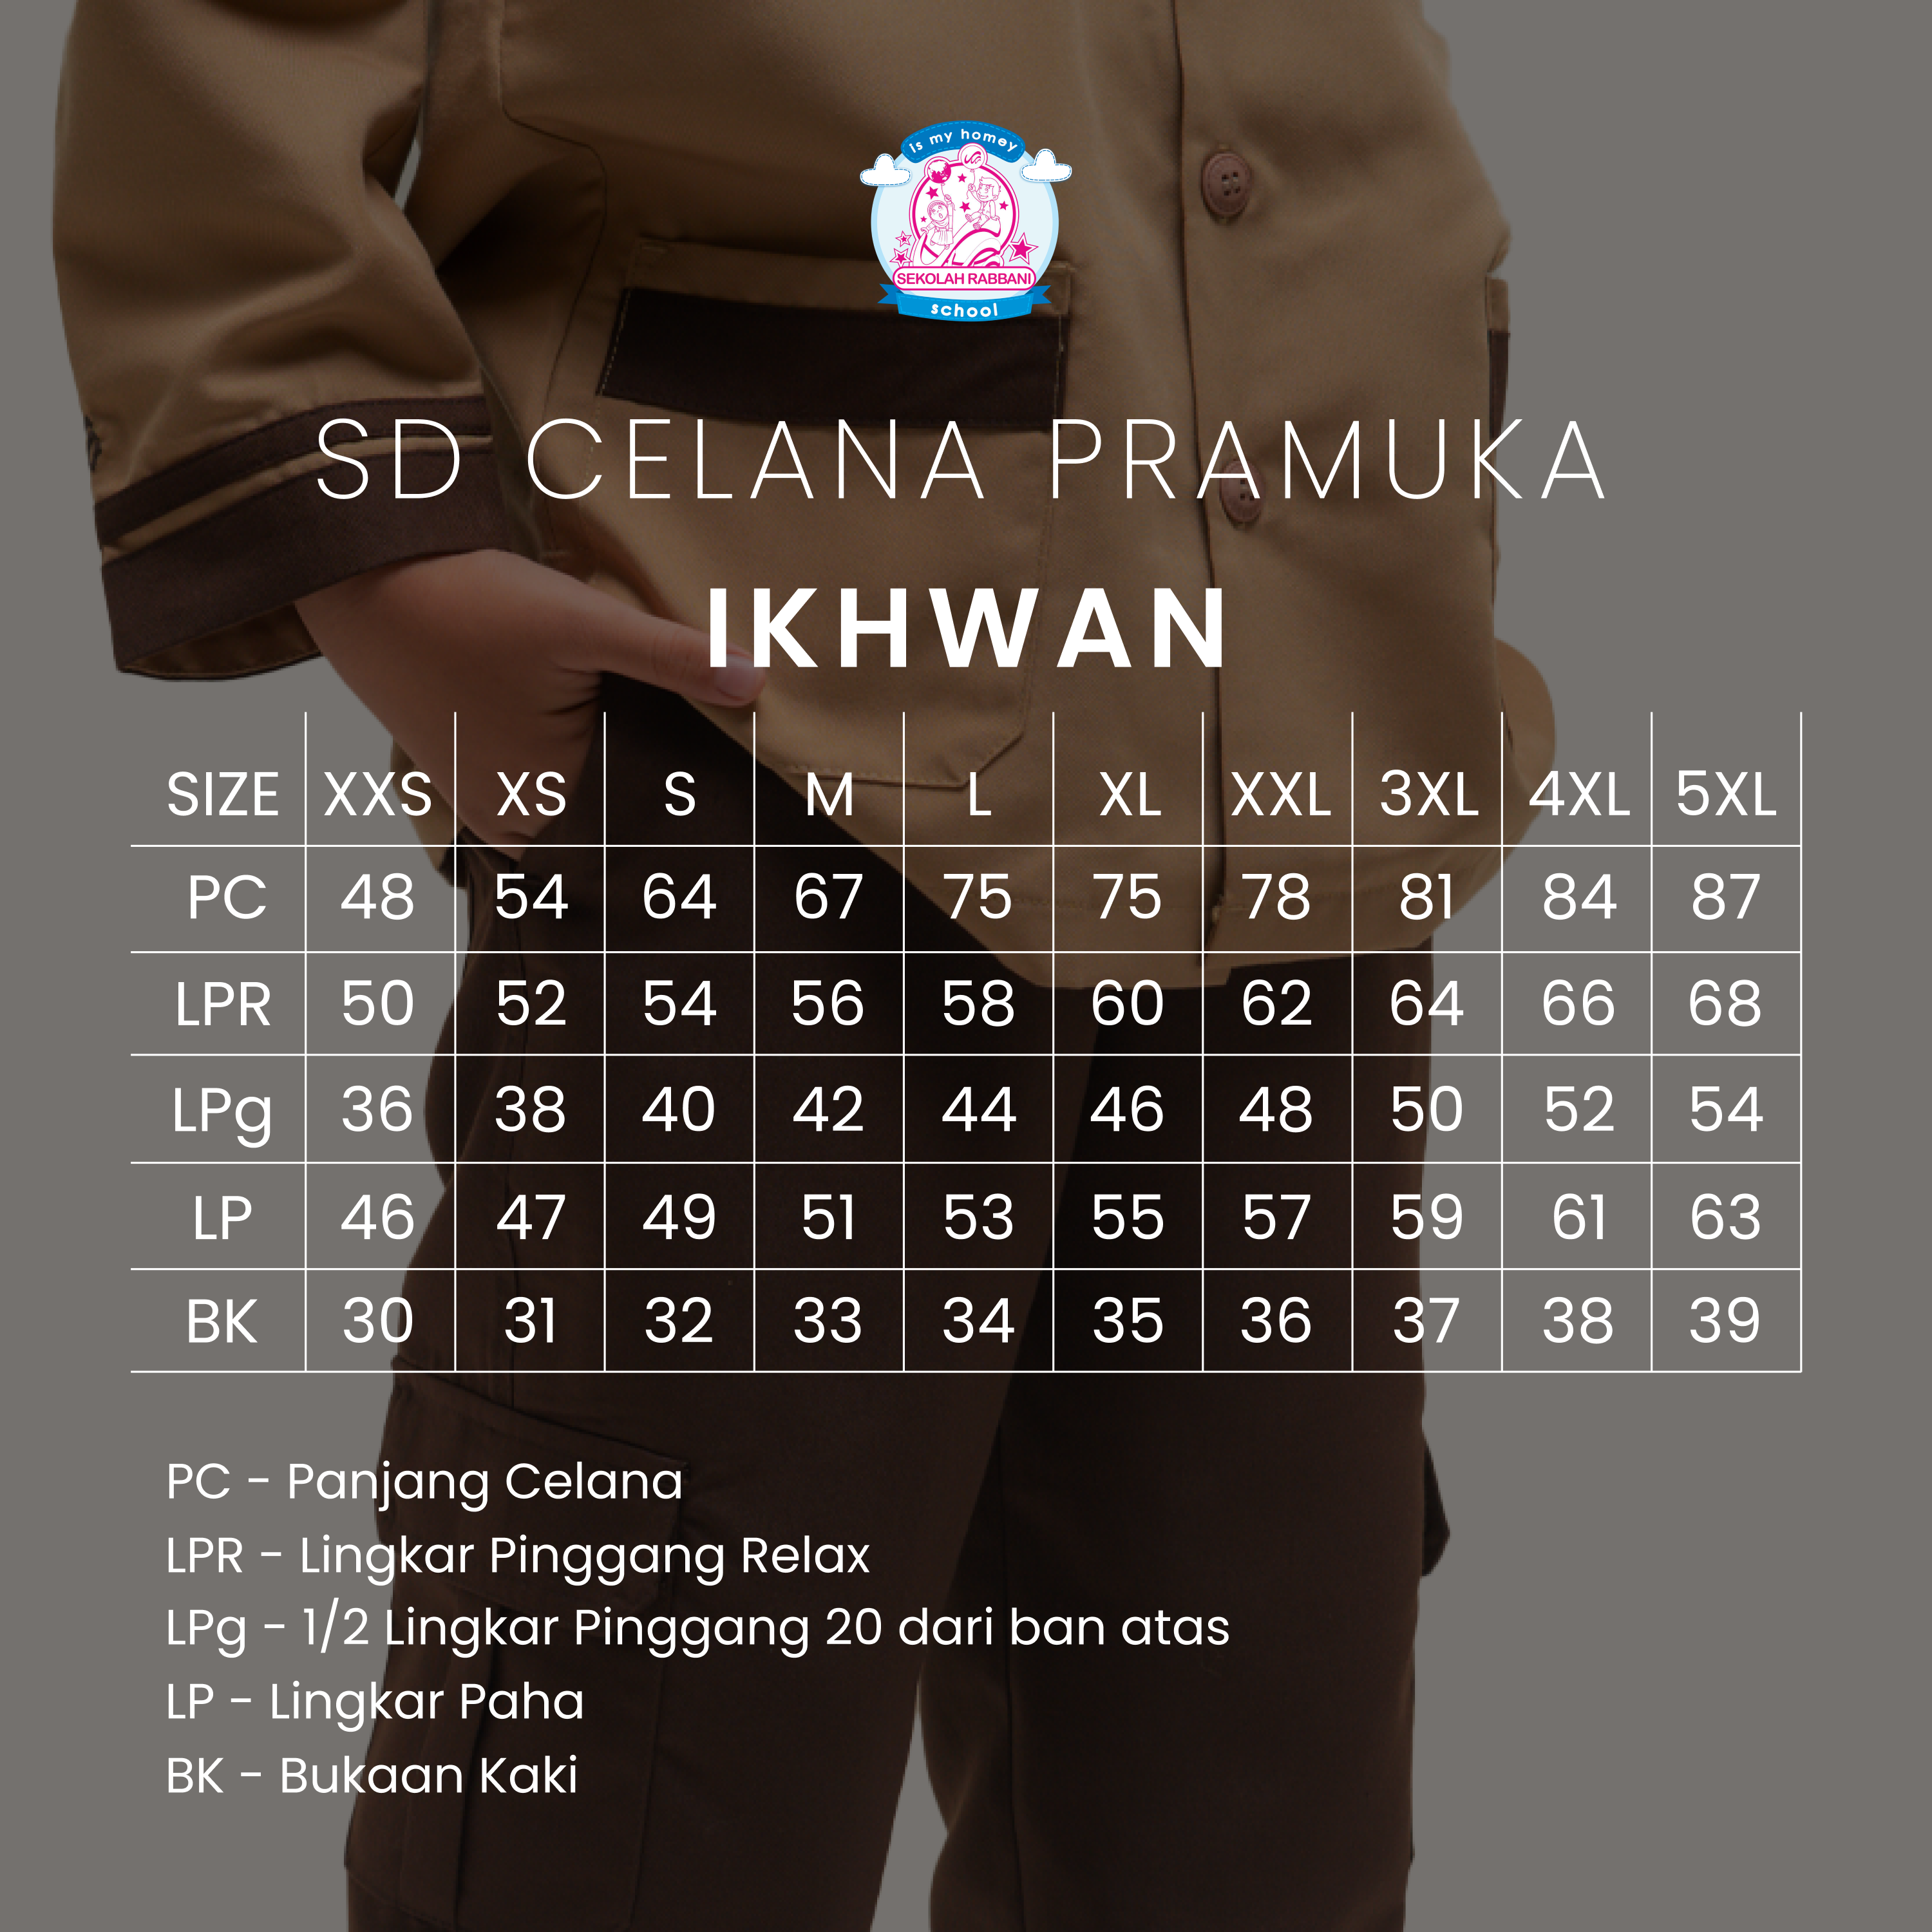 is my homey
SEKOLAH RABBANI
school
SD CELANA PRAMUKA
IKHWAN
SIZE XXS XS S M L XL XXL 3XL 4XL 5XL
PC 48 54 64 67 75 75 78 81 84 87
LPR 50 52 54 56 58 60 62 64 66 68
LPg 36 38 40 42 44 46 48 50 52 54
LP 46 47 49 51 53 55 57 59 61 63
BK 30 31 32 33 34 35 36 37 38 39
PC - Panjang Celana
LPR - Lingkar Pinggang Relax
LPg - 1/2 Lingkar Pinggang 20 dari ban atas
LP - Lingkar Paha
BK - Bukaan Kaki